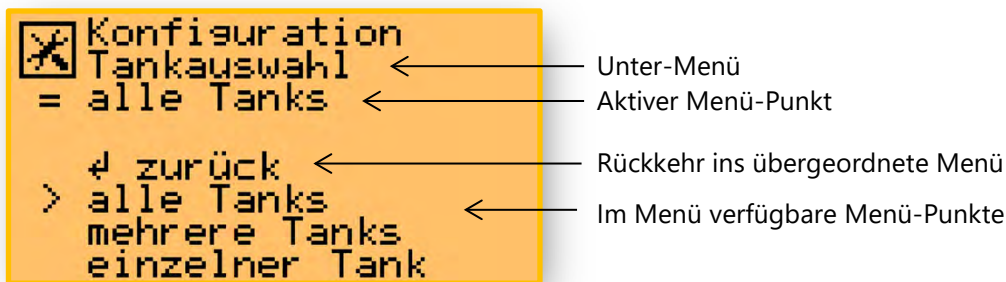 Konfiguration
Tankauswahl
= alle Tanks
↲ zurück
> alle Tanks
mehrere Tanks
einzelner Tank
Unter-Menü
Aktiver Menü-Punkt
Rückkehr ins übergeordnete Menü
Im Menü verfügbare Menü-Punkte